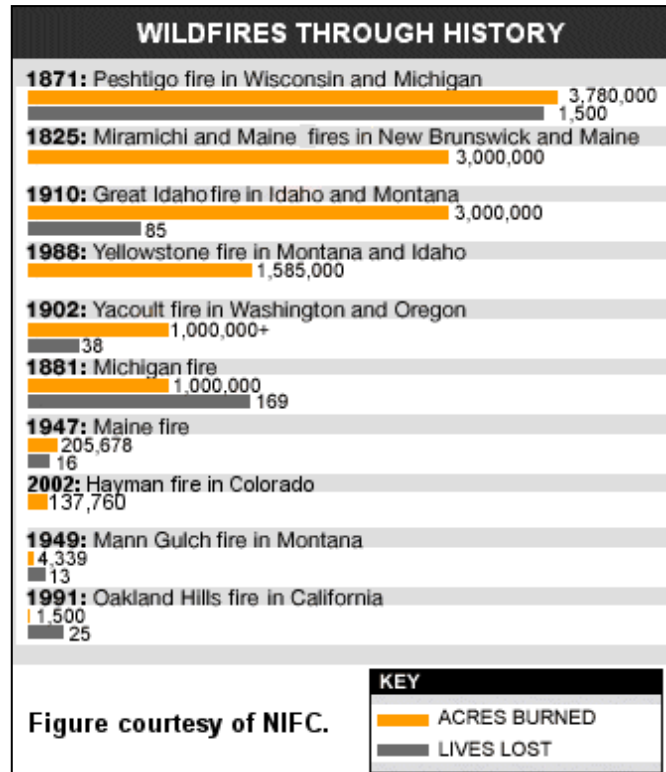 WILDFIRES THROUGH HISTORY
1871: Peshtigo fire in Wisconsin and Michigan
3,780,000
1,500
1825: Miramichi and Maine fires in New Brunswick and Maine
3,000,000
1910: Great Idaho fire in Idaho and Montana
3,000,000
85
1988: Yellowstone fire in Montana and Idaho
1,585,000
1902: Yacoult fire in Washington and Oregon
1,000,000+
38
1881: Michigan fire
1,000,000
169
1947: Maine fire
205,678
16
2002: Hayman fire in Colorado
137,760
1949: Mann Gulch fire in Montana
4,339
13
1991: Oakland Hills fire in California
1,500
25
Figure courtesy of NIFC.
KEY
ACRES BURNED
LIVES LOST